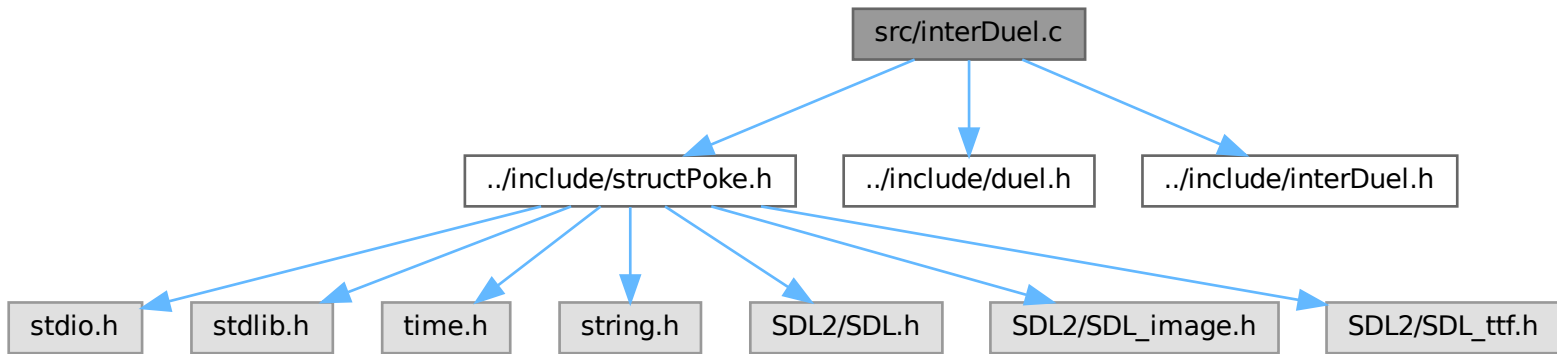 src/interDuel.c
../include/structPoke.h
../include/duel.h
../include/interDuel.h
stdio.h
stdlib.h
time.h
string.h
SDL2/SDL.h
SDL2/SDL_image.h
SDL2/SDL_ttf.h